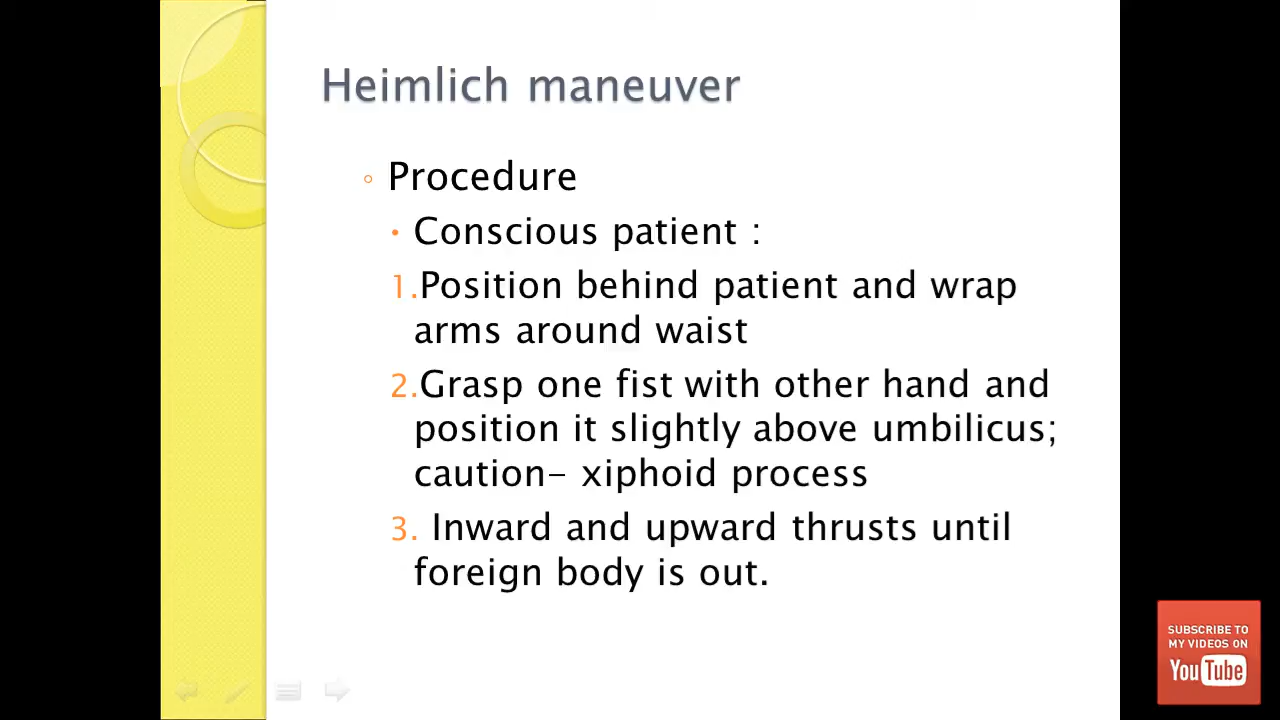 Heimlich maneuver
◦ Procedure
• Conscious patient :
1.Position behind patient and wrap
arms around waist
2.Grasp one fist with other hand and
position it slightly above umbilicus;
caution- xiphoid process
3. Inward and upward thrusts until
foreign body is out.
SUBSCRIBE TO
MY VIDEOS ON
YouTube